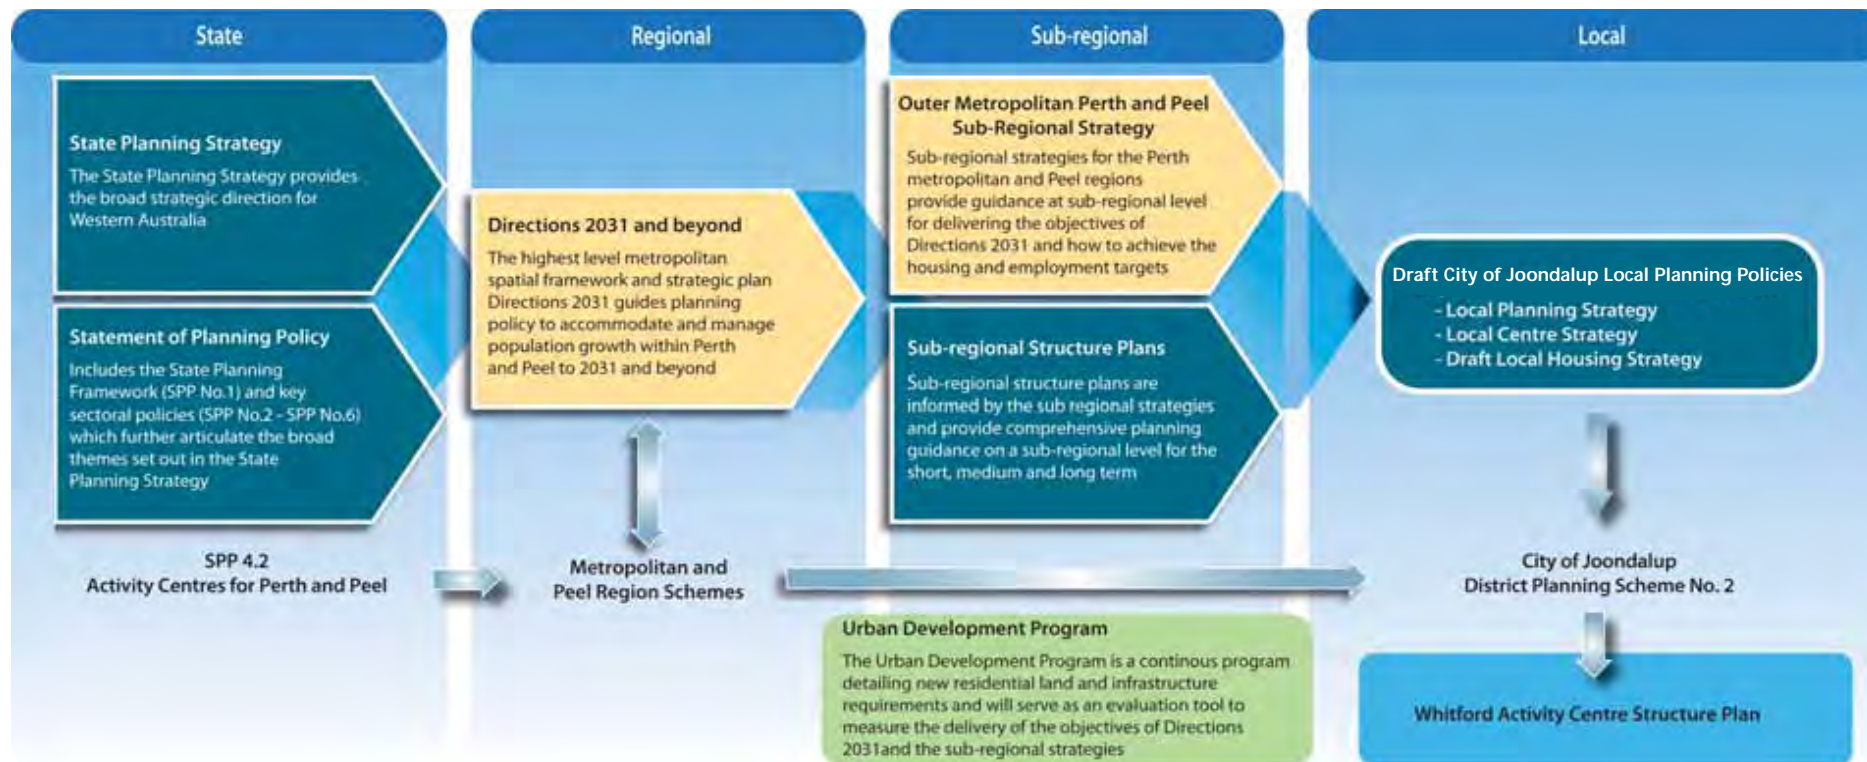 State
Regional
Sub-regional
Local
State Planning Strategy
The State Planning Strategy provides
the broad strategic direction for
Western Australia
Statement of Planning Policy
Includes the State Planning
Framework (SPP No.1) and key
sectoral policies (SPP No.2 - SPP No.6)
which further articulate the broad
themes set out in the State
Planning Strategy
SPP 4.2
Activity Centres for Perth and Peel
Directions 2031 and beyond
The highest level metropolitan
spatial framework and strategic plan
Directions 2031 guides planning
policy to accommodate and manage
population growth within Perth
and Peel to 2031 and beyond
Metropolitan and
Peel Region Schemes
Outer Metropolitan Perth and Peel
Sub-Regional Strategy
Sub-regional strategies for the Perth
metropolitan and Peel regions
provide guidance at sub-regional level
for delivering the objectives of
Directions 2031 and how to achieve the
housing and employment targets
Sub-regional Structure Plans
Sub-regional structure plans are
informed by the sub regional strategies
and provide comprehensive planning
guidance on a sub-regional level for the
short, medium and long term
Urban Development Program
The Urban Development Program is a continous program
detailing new residential land and infrastructure
requirements and will serve as an evaluation tool to
measure the delivery of the objectives of Directions
2031and the sub-regional strategies
Draft City of Joondalup Local Planning Policies
- Local Planning Strategy
- Local Centre Strategy
- Draft Local Housing Strategy
City of Joondalup
District Planning Scheme No. 2
Whitford Activity Centre Structure Plan